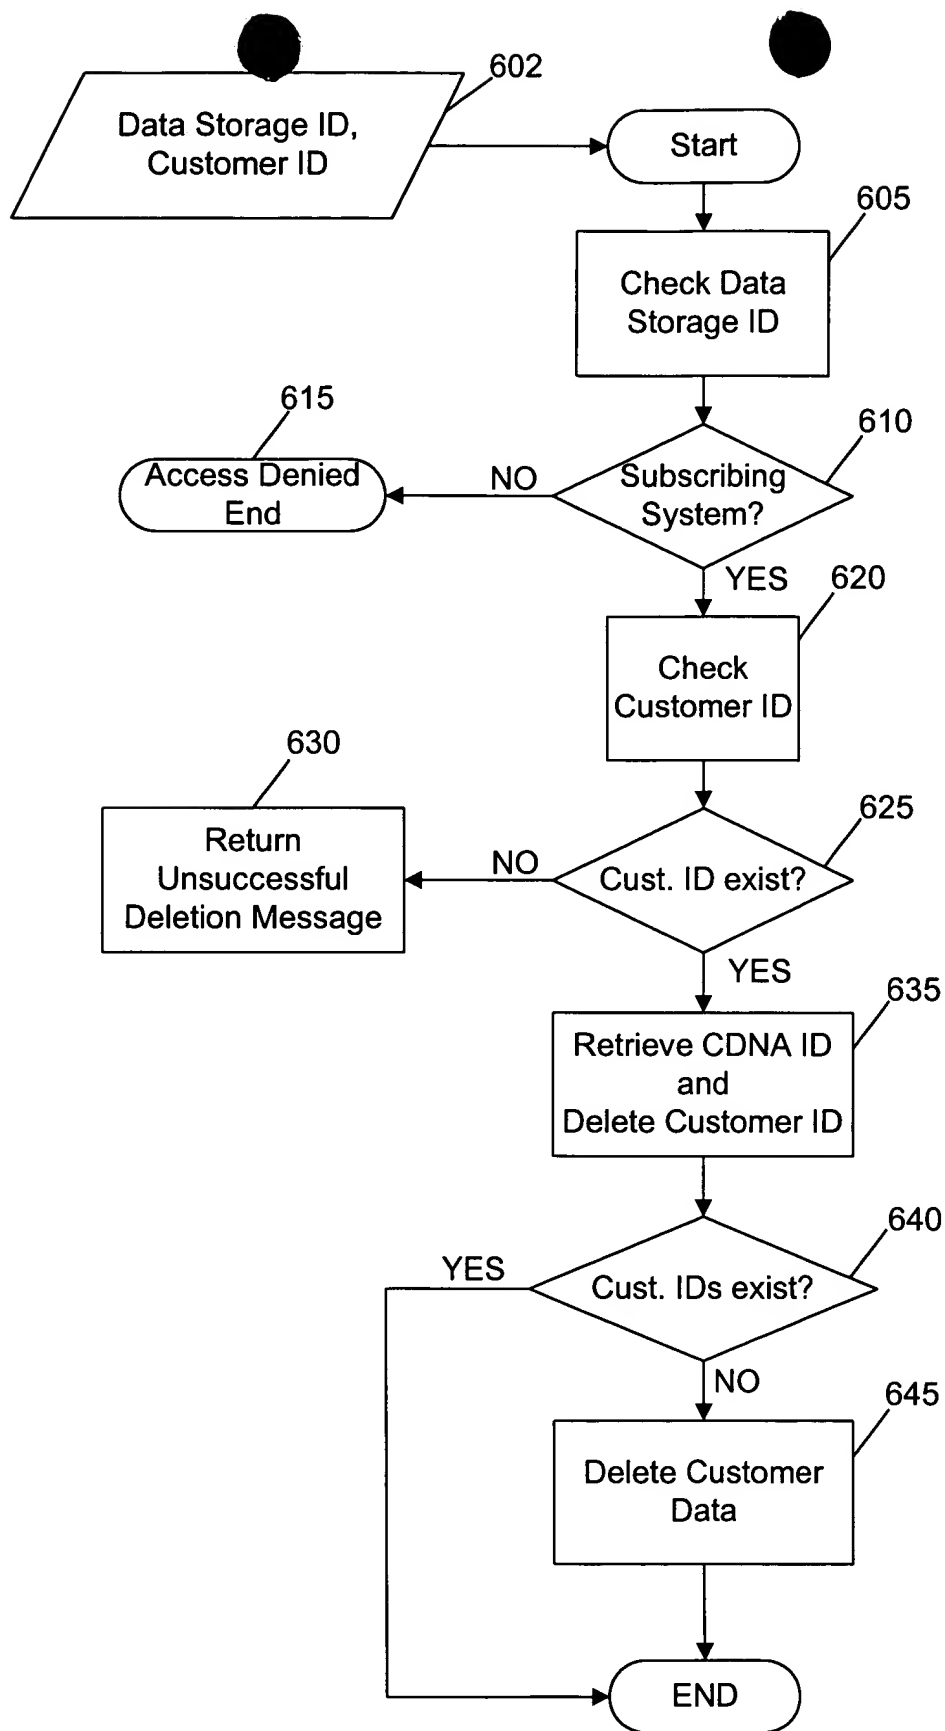 602
Data Storage ID,
Customer ID
Start
605
Check Data
Storage ID
615
610
Access Denied
End
NO
Subscribing
System?
YES
620
Check
Customer ID
630
625
Return
Unsuccessful
Deletion Message
NO
Cust. ID exist?
YES
635
Retrieve CDNA ID
and
Delete Customer ID
640
YES
Cust. IDs exist?
NO
645
Delete Customer
Data
END